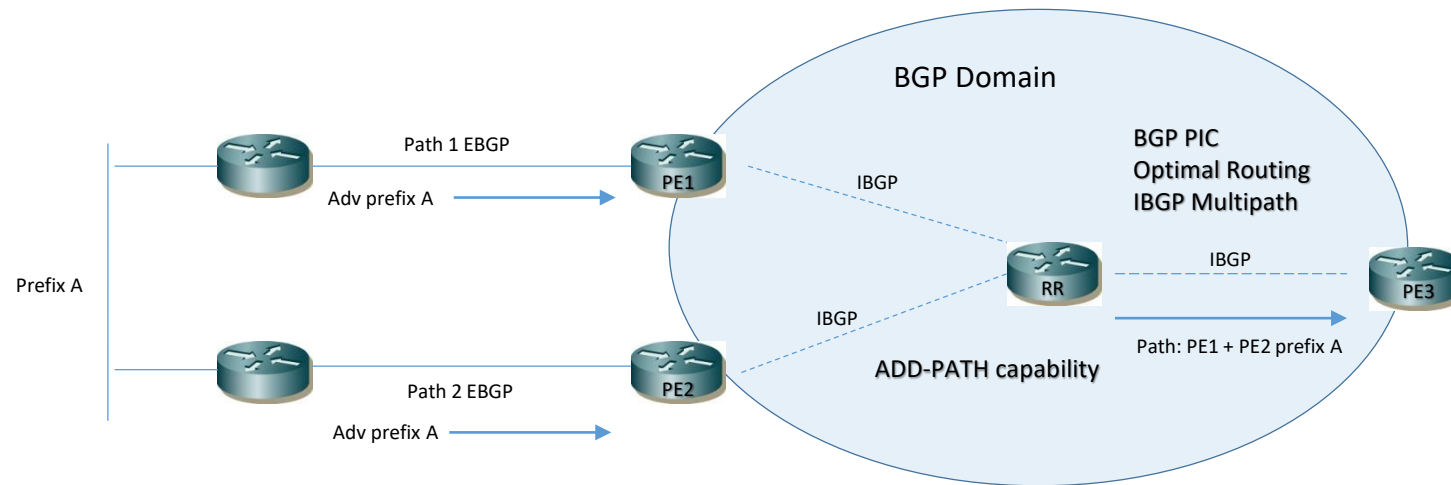 BGP Domain
Path 1 EBGP
BGP PIC
Optimal Routing
IBGP Multipath
PE1
IBGP
Adv prefix A
Prefix A
RR
IBGP
PE3
IBGP
Path: PE1 + PE2 prefix A
ADD-PATH capability
PE2
Path 2 EBGP
Adv prefix A